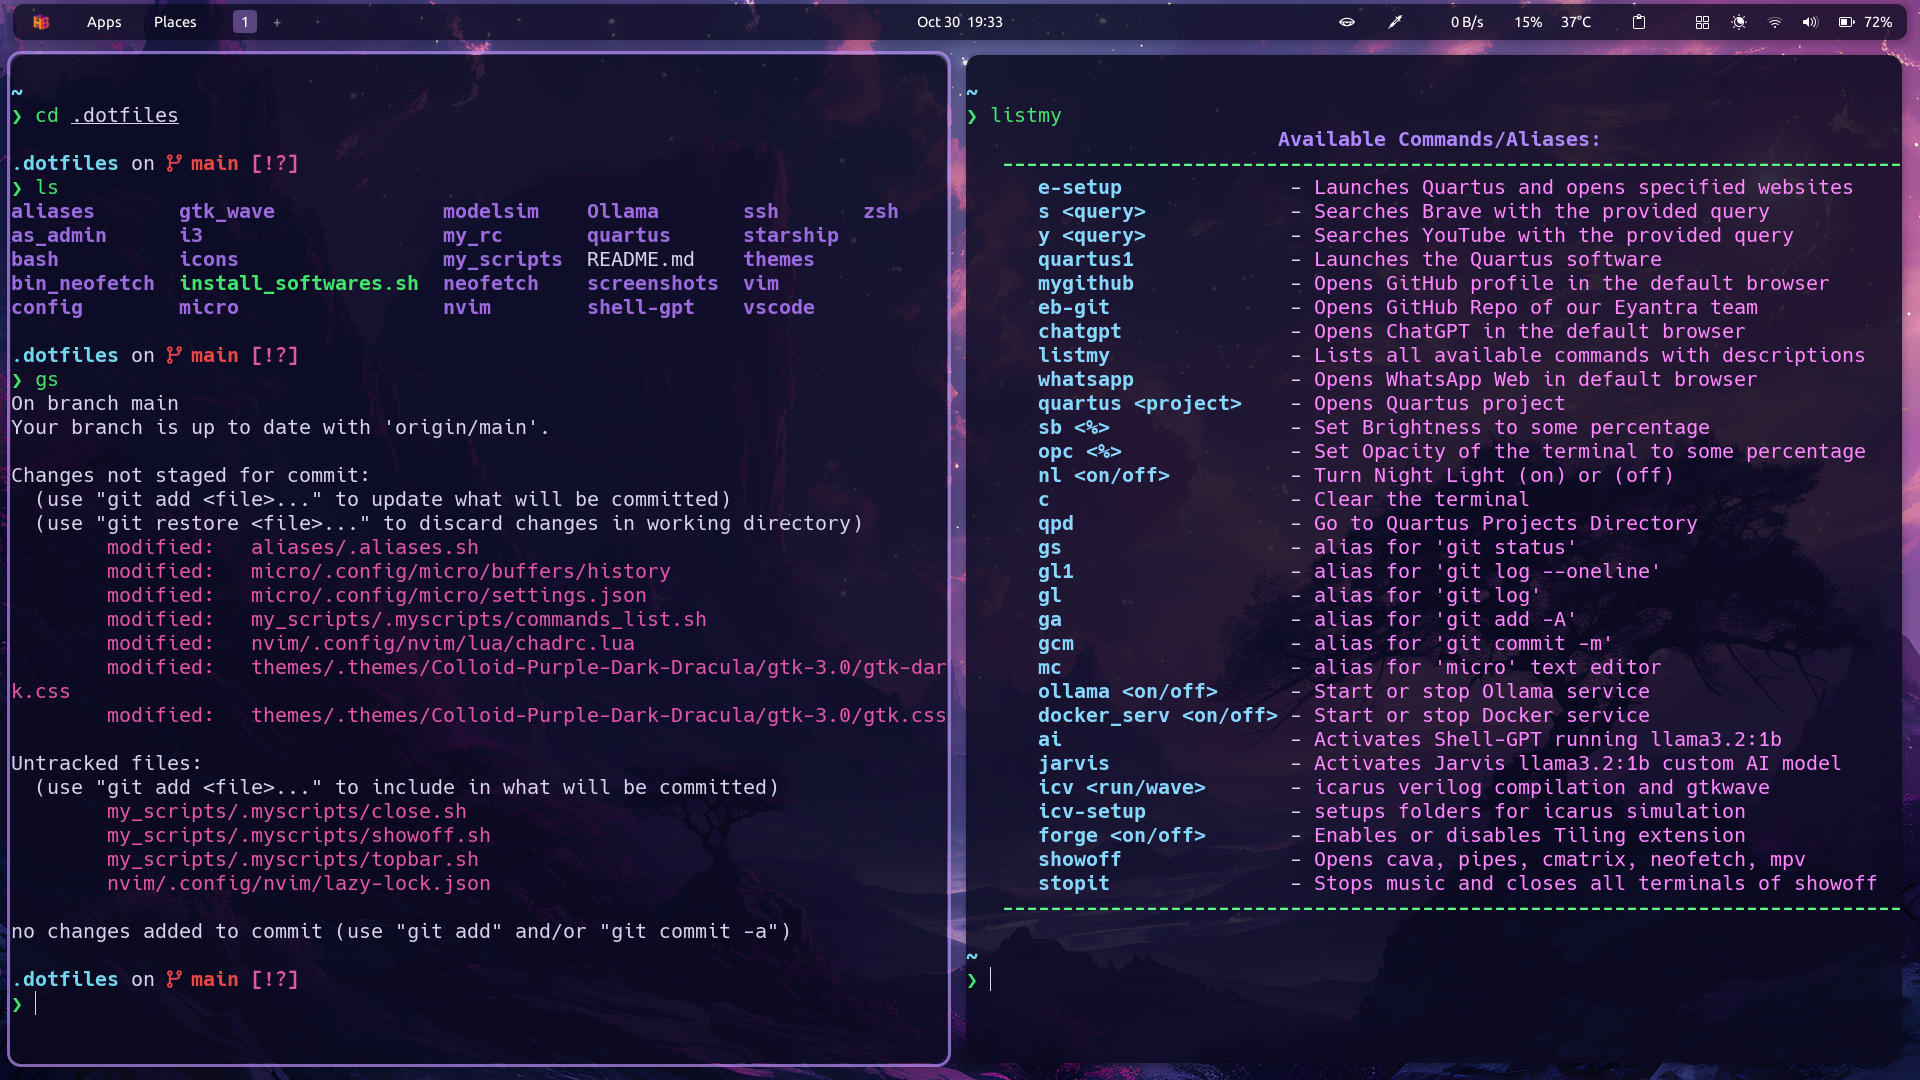 Apps Places 1 + Oct 30 19:33 0 B/s 15% 37°C 72%
~
❯ cd .dotfiles
.dotfiles on main [!?]
❯ ls
aliases gtk_wave modelsim Ollama ssh zsh
as_admin i3 my_rc quartus starship
bash icons my_scripts README.md themes
bin_neofetch install_softwares.sh neofetch screenshots vim
config micro nvim shell-gpt vscode
.dotfiles on main [!?]
❯ gs
On branch main
Your branch is up to date with 'origin/main'.
Changes not staged for commit:
(use "git add <file>..." to update what will be committed)
(use "git restore <file>..." to discard changes in working directory)
modified: aliases/.aliases.sh
modified: micro/.config/micro/buffers/history
modified: micro/.config/micro/settings.json
modified: my_scripts/.myscripts/commands_list.sh
modified: nvim/.config/nvim/lua/chadrc.lua
modified: themes/.themes/Colloid-Purple-Dark-Dracula/gtk-3.0/gtk-dar
k.css
modified: themes/.themes/Colloid-Purple-Dark-Dracula/gtk-3.0/gtk.css
Untracked files:
(use "git add <file>..." to include in what will be committed)
my_scripts/.myscripts/close.sh
my_scripts/.myscripts/showoff.sh
my_scripts/.myscripts/topbar.sh
nvim/.config/nvim/lazy-lock.json
no changes added to commit (use "git add" and/or "git commit -a")
.dotfiles on main [!?]
❯
~
❯ listmy
Available Commands/Aliases:
---------------------------------------------------------------------------
e-setup - Launches Quartus and opens specified websites
s <query> - Searches Brave with the provided query
y <query> - Searches YouTube with the provided query
quartus1 - Launches the Quartus software
mygithub - Opens GitHub profile in the default browser
eb-git - Opens GitHub Repo of our Eyantra team
chatgpt - Opens ChatGPT in the default browser
listmy - Lists all available commands with descriptions
whatsapp - Opens WhatsApp Web in default browser
quartus <project> - Opens Quartus project
sb <%> - Set Brightness to some percentage
opc <%> - Set Opacity of the terminal to some percentage
nl <on/off> - Turn Night Light (on) or (off)
c - Clear the terminal
qpd - Go to Quartus Projects Directory
gs - alias for 'git status'
gl1 - alias for 'git log --oneline'
gl - alias for 'git log'
ga - alias for 'git add -A'
gcm - alias for 'git commit -m'
mc - alias for 'micro' text editor
ollama <on/off> - Start or stop Ollama service
docker_serv <on/off> - Start or stop Docker service
ai - Activates Shell-GPT running llama3.2:1b
jarvis - Activates Jarvis llama3.2:1b custom AI model
icv <run/wave> - icarus verilog compilation and gtkwave
icv-setup - setups folders for icarus simulation
forge <on/off> - Enables or disables Tiling extension
showoff - Opens cava, pipes, cmatrix, neofetch, mpv
stopit - Stops music and closes all terminals of showoff
---------------------------------------------------------------------------
~
❯